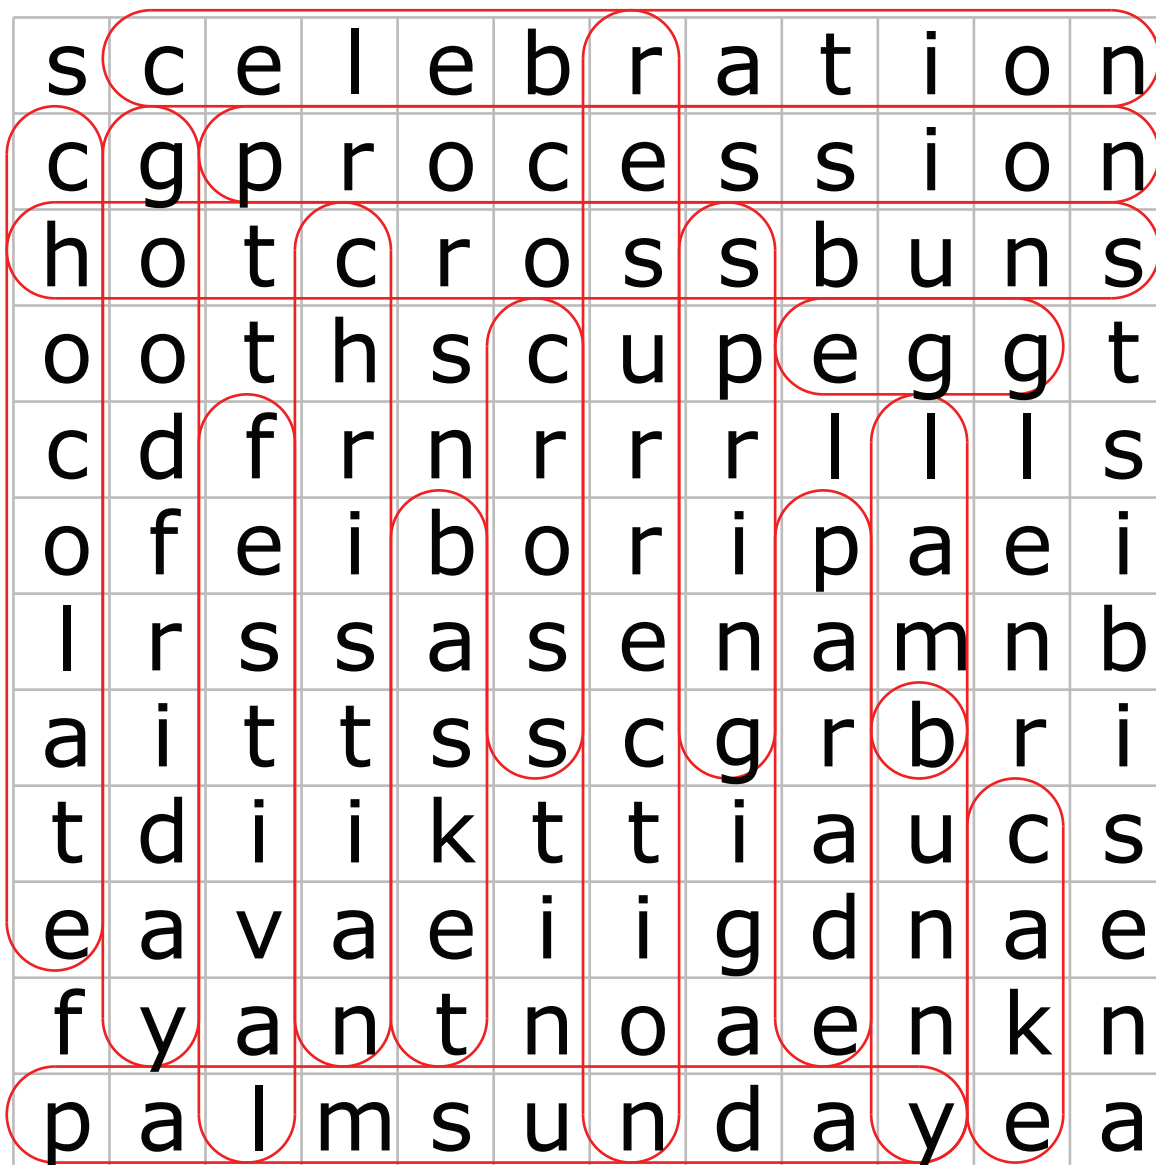 s c e l e b r a t i o n
c g p r o c e s s i o n
h o t c r o s s b u n s
o o t h s c u p e g g t
c d f r n r r r l l l s
o f e i b o r i p a e i
l r s s a s e n a m n b
a i t t s s c g r b r i
t d i i k t t i a u c s
e a v a e i i g d n a e
f y a n t n o a e n k n
p a l m s u n d a y e a